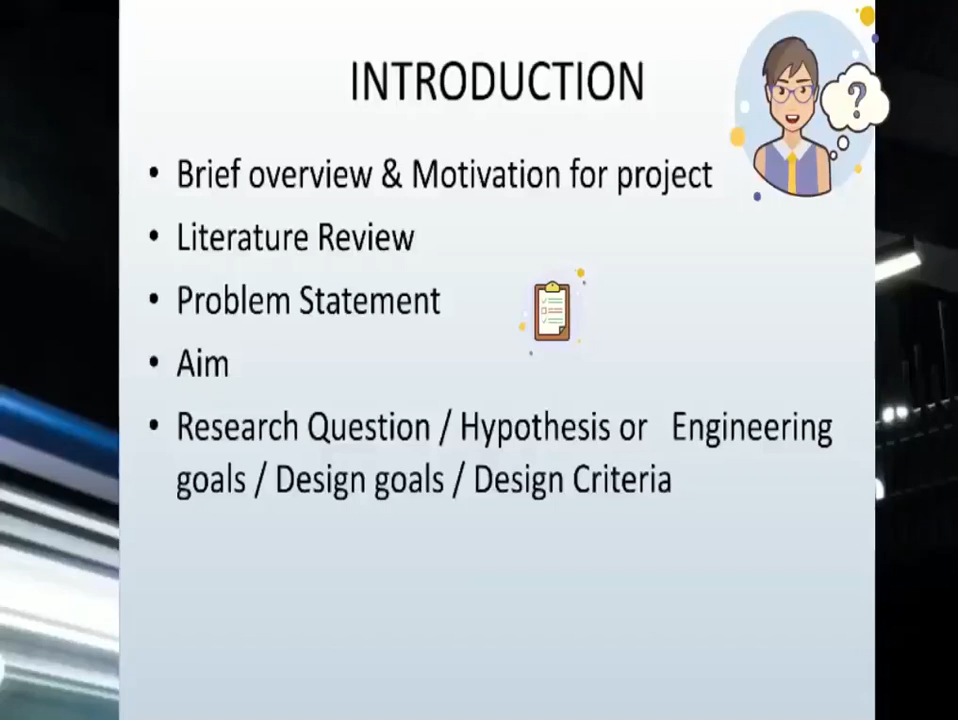 INTRODUCTION
?
• Brief overview & Motivation for project
• Literature Review
• Problem Statement
• Aim
• Research Question / Hypothesis or Engineering
goals / Design goals / Design Criteria